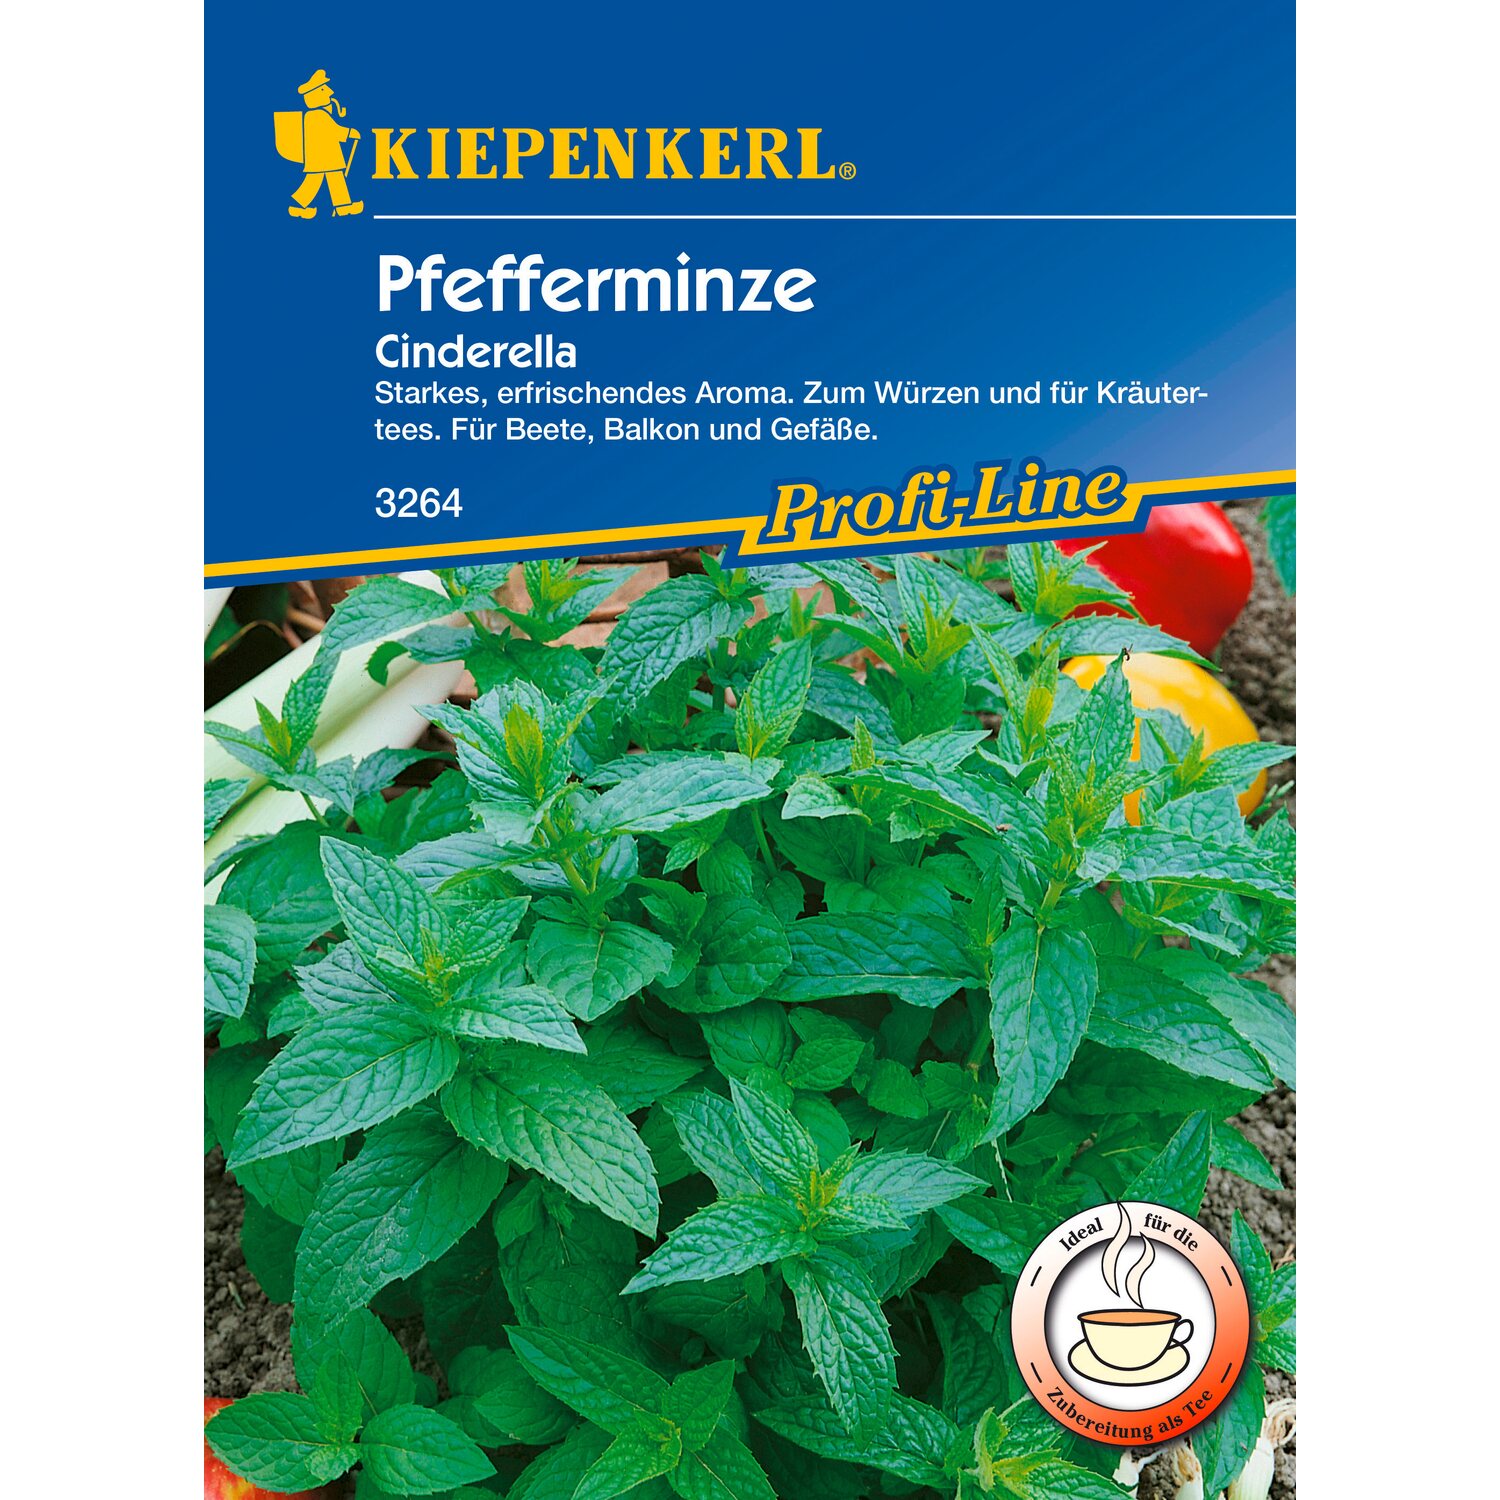 KIEPENKERL®
Pfefferminze
Cinderella
Starkes, erfrischendes Aroma. Zum Würzen und für Kräuter-
tees. Für Beete, Balkon und Gefäße.
3264
Profi-Line
Ideal für die
Zubereitung als Tee